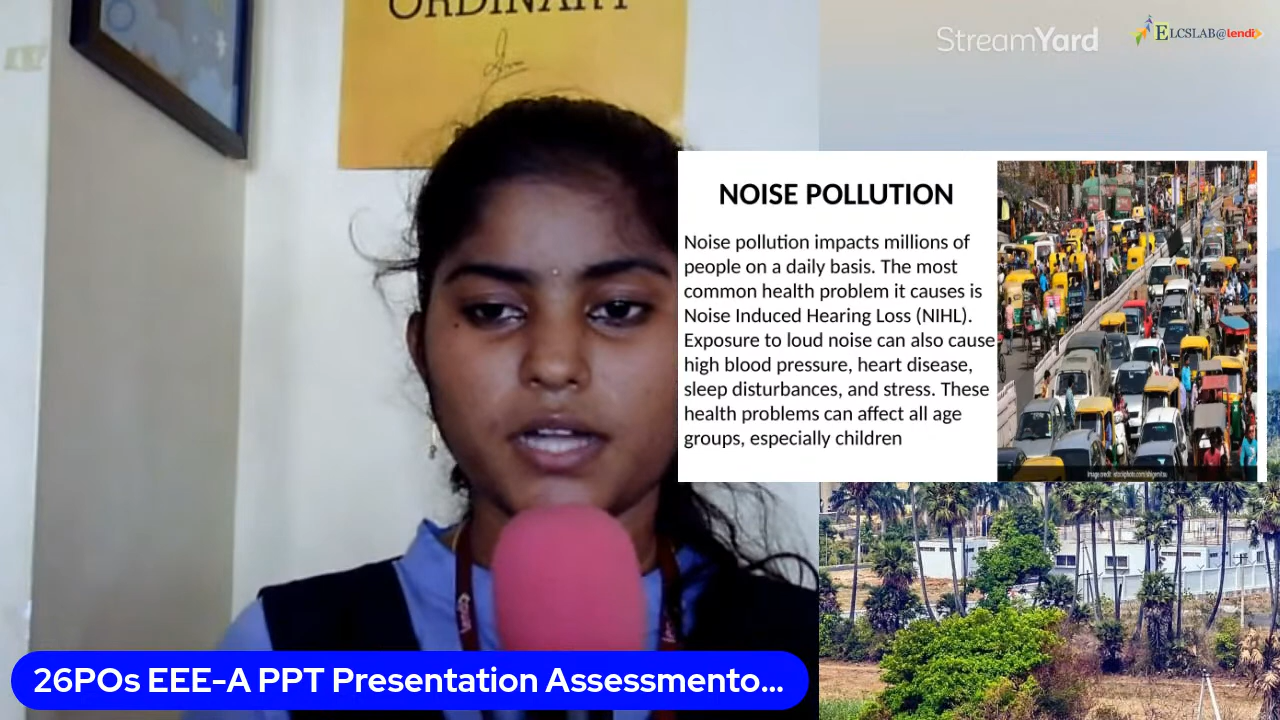 ORDINARY
StreamYard
ELCSLAB@lendi
NOISE POLLUTION
Noise pollution impacts millions of
people on a daily basis. The most
common health problem it causes is
Noise Induced Hearing Loss (NIHL).
Exposure to loud noise can also cause
high blood pressure, heart disease,
sleep disturbances, and stress. These
health problems can affect all age
groups, especially children
26POs EEE-A PPT Presentation Assessmento...